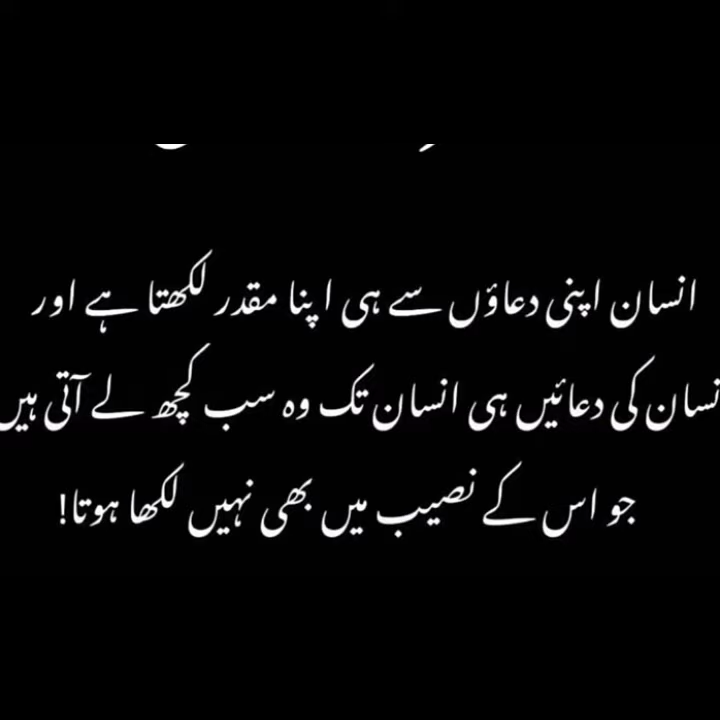 انسان اپنی دعاؤں سے ہی اپنا مقدر لکھتا ہے اور
نسان کی دعائیں ہی انسان تک وہ سب کچھ لے آتی ہیں
جو اس کے نصیب میں بھی نہیں لکھا ہوتا!